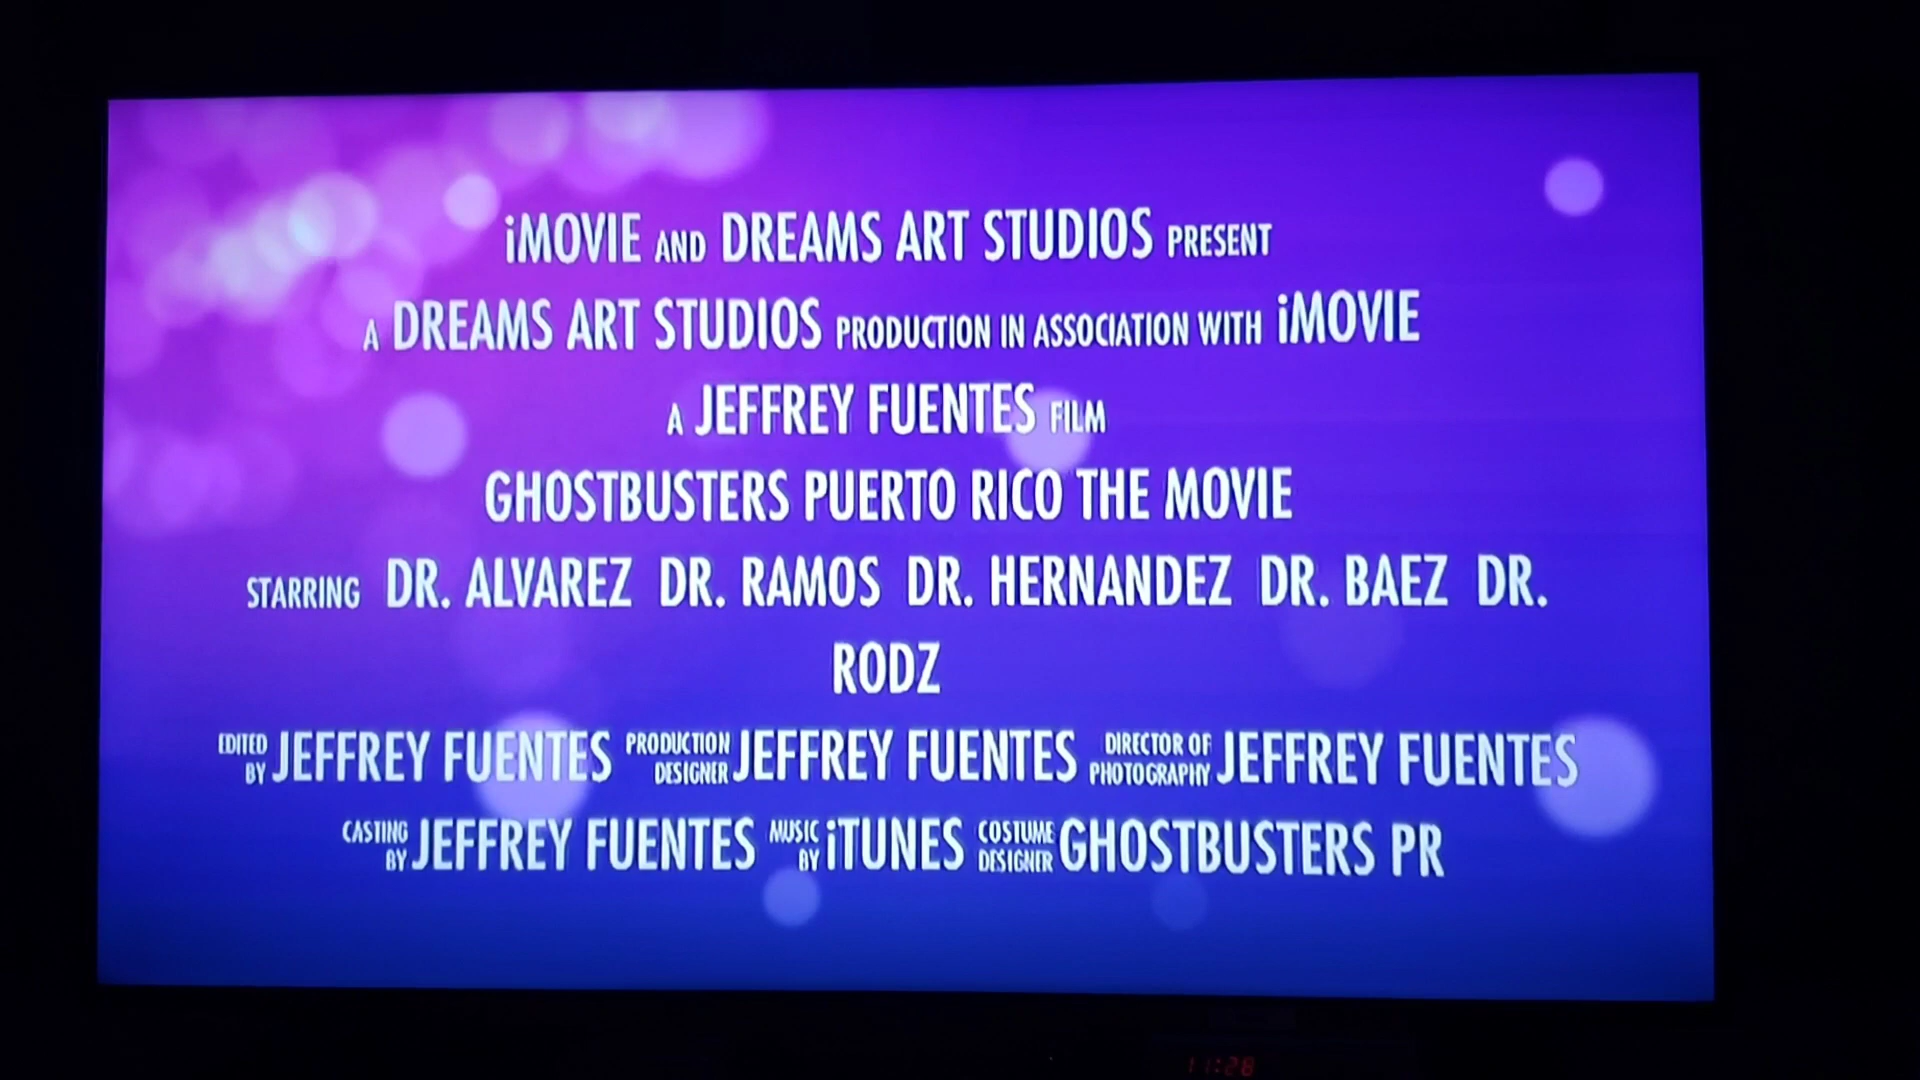 iMOVIE AND DREAMS ART STUDIOS PRESENT
A DREAMS ART STUDIOS PRODUCTION IN ASSOCIATION WITH iMOVIE
A JEFFREY FUENTES FILM
GHOSTBUSTERS PUERTO RICO THE MOVIE
STARRING DR. ALVAREZ DR. RAMOS DR. HERNANDEZ DR. BAEZ DR.
RODZ
EDITED BY JEFFREY FUENTES PRODUCTION DESIGNER JEFFREY FUENTES DIRECTOR OF PHOTOGRAPHY JEFFREY FUENTES
CASTING BY JEFFREY FUENTES MUSIC BY iTUNES COSTUME DESIGNER GHOSTBUSTERS PR
11:28